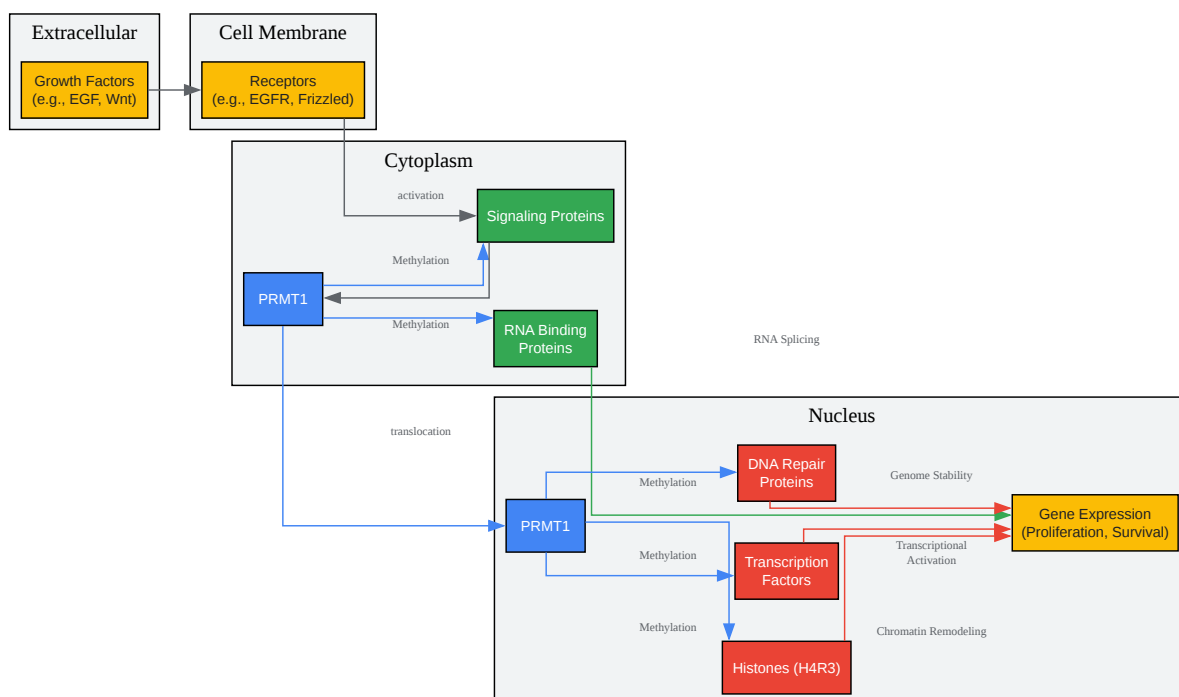 Extracellular
Growth Factors
(e.g., EGF, Wnt)
Cell Membrane
Receptors
(e.g., EGFR, Frizzled)
Cytoplasm
activation
Signaling Proteins
Methylation
PRMT1
Methylation
RNA Binding
Proteins
RNA Splicing
translocation
Nucleus
DNA Repair
Proteins
Methylation
Genome Stability
PRMT1
Gene Expression
(Proliferation, Survival)
Methylation
Transcription
Factors
Transcriptional
Activation
Methylation
Chromatin Remodeling
Histones (H4R3)